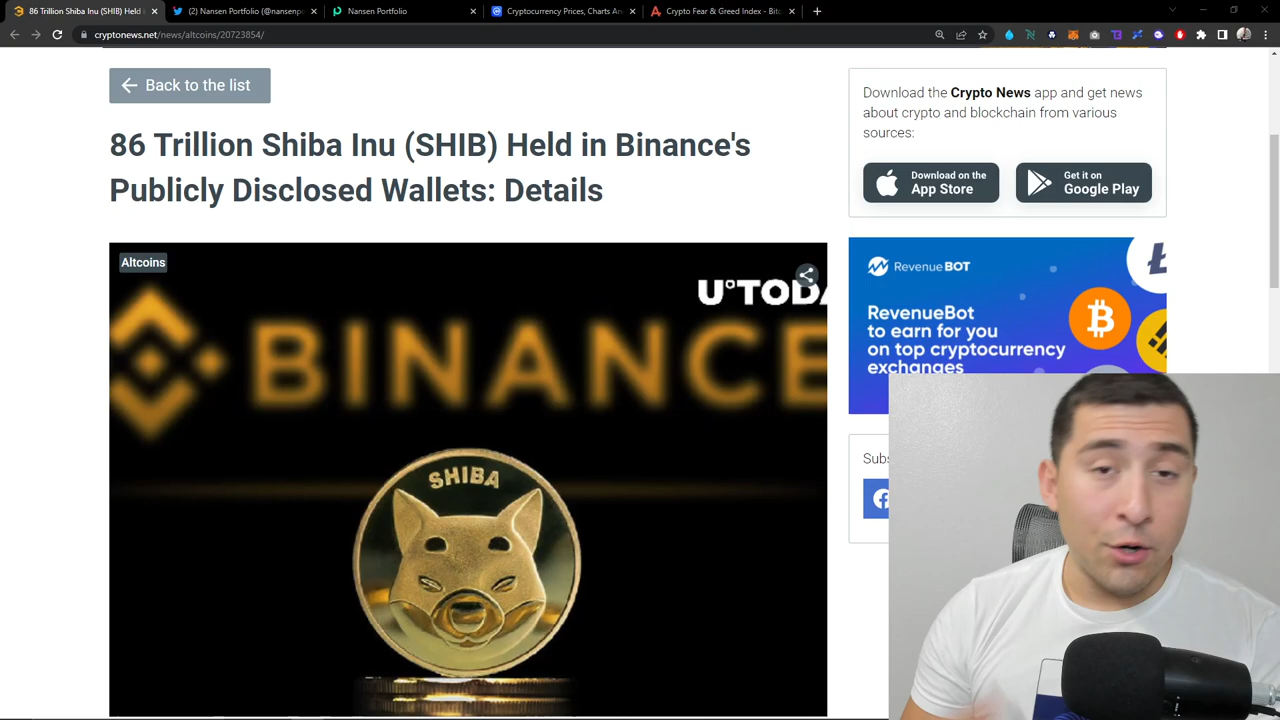 86 Trillion Shiba Inu (SHIB) Held i
(2) Nansen Portfolio (@nansenpo
Nansen Portfolio
Cryptocurrency Prices, Charts An
Crypto Fear & Greed Index - Bitc
cryptonews.net/news/altcoins/20723854/
Back to the list
86 Trillion Shiba Inu (SHIB) Held in Binance's
Publicly Disclosed Wallets: Details
Altcoins
U°TODA
BINANCE
SHIBA
Download the Crypto News app and get news
about crypto and blockchain from various
sources:
Download on the
App Store
Get it on
Google Play
RevenueBOT
RevenueBot
to earn for you
on top cryptocurrency
exchanges
Subs